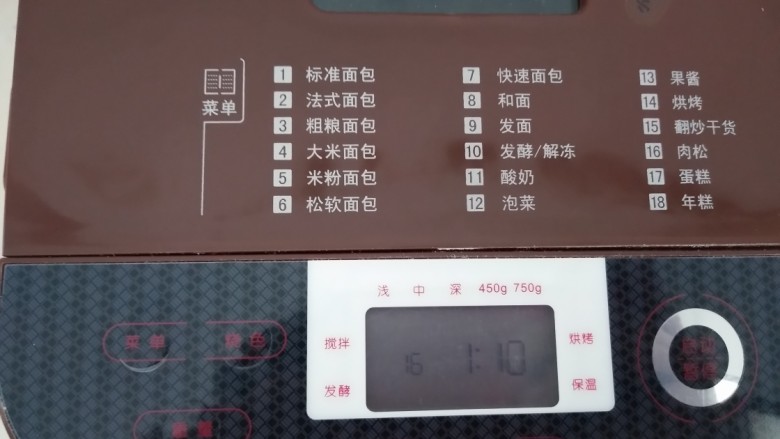 菜单
1 标准面包
2 法式面包
3 粗粮面包
4 大米面包
5 米粉面包
6 松软面包
7 快速面包
8 和面
9 发面
10 发酵/解冻
11 酸奶
12 泡菜
13 果酱
14 烘烤
15 翻炒干货
16 肉松
17 蛋糕
18 年糕
浅 中 深 450g 750g
搅拌
发酵
16 1:10
烘烤
保温
菜单